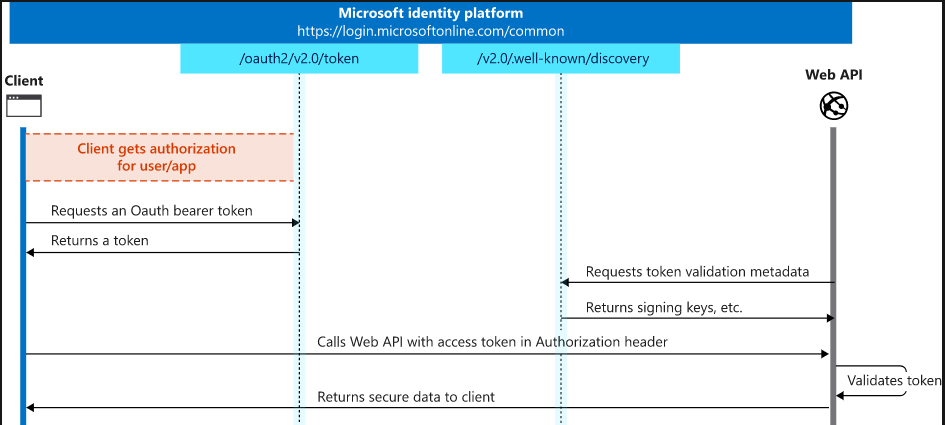 Microsoft identity platform
https://login.microsoftonline.com/common
/oauth2/v2.0/token
/v2.0/.well-known/discovery
Client
Web API
Client gets authorization
for user/app
Requests an Oauth bearer token
Returns a token
Requests token validation metadata
Returns signing keys, etc.
Calls Web API with access token in Authorization header
Validates token
Returns secure data to client